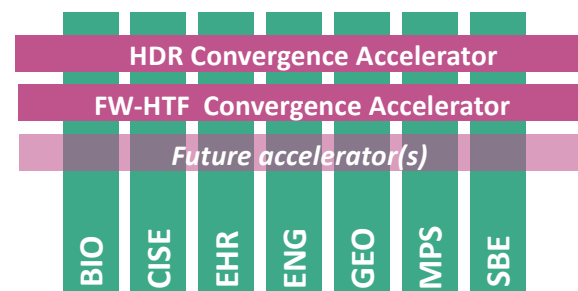 HDR Convergence Accelerator
FW-HTF Convergence Accelerator
Future accelerator(s)
BIO
CISE
EHR
ENG
GEO
MPS
SBE